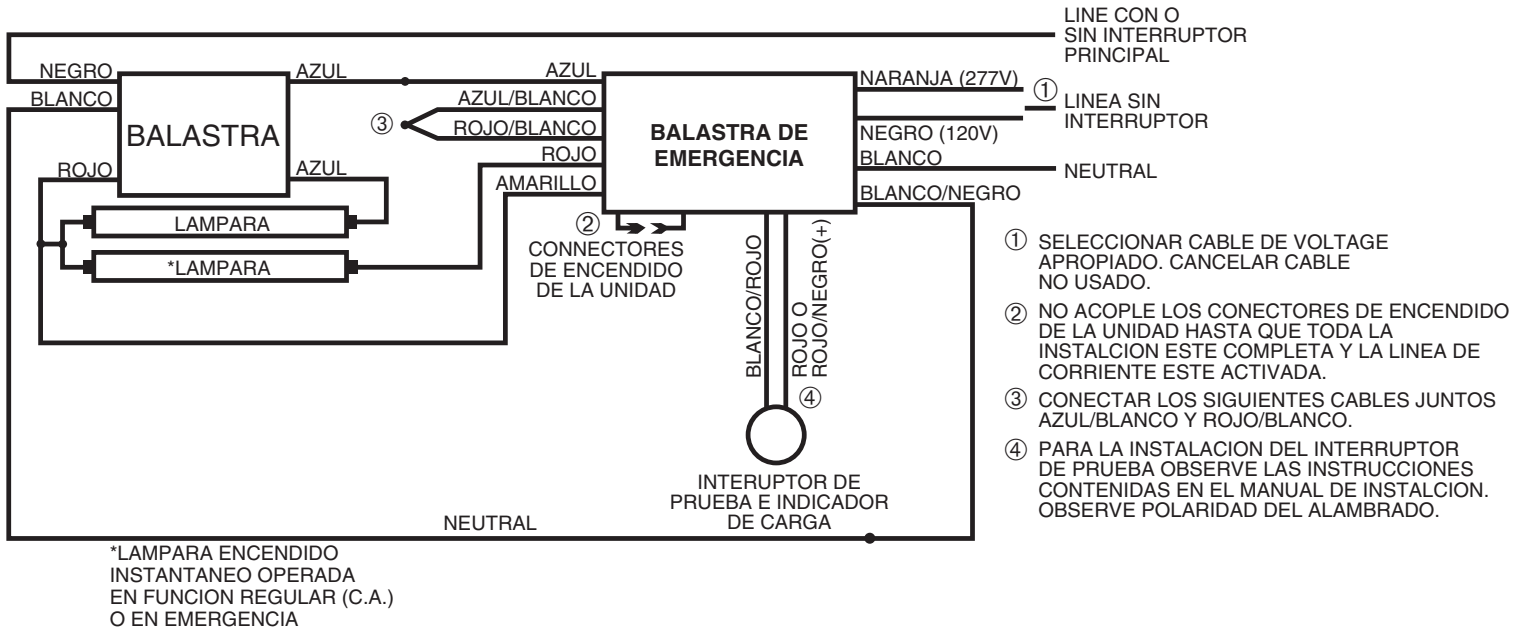 LINE CON O
SIN INTERRUPTOR
PRINCIPAL
NEGRO
AZUL
AZUL
NARANJA (277V)
①
BLANCO
AZUL/BLANCO
LINEA SIN
INTERRUPTOR
③
BALASTRA
ROJO/BLANCO
BALASTRA DE
EMERGENCIA
NEGRO (120V)
ROJO
BLANCO
ROJO
AZUL
NEUTRAL
AMARILLO
BLANCO/NEGRO
LAMPARA
②
*LAMPARA
CONNECTORES
DE ENCENDIDO
DE LA UNIDAD
BLANCO/ROJO
ROJO O
ROJO/NEGRO(+)
④
INTERUPTOR DE
PRUEBA E INDICADOR
DE CARGA
NEUTRAL
*LAMPARA ENCENDIDO
INSTANTANEO OPERADA
EN FUNCION REGULAR (C.A.)
O EN EMERGENCIA
① SELECCIONAR CABLE DE VOLTAGE
APROPIADO. CANCELAR CABLE
NO USADO.
② NO ACOPLE LOS CONECTORES DE ENCENDIDO
DE LA UNIDAD HASTA QUE TODA LA
INSTALCION ESTE COMPLETA Y LA LINEA DE
CORRIENTE ESTE ACTIVADA.
③ CONECTAR LOS SIGUIENTES CABLES JUNTOS
AZUL/BLANCO Y ROJO/BLANCO.
④ PARA LA INSTALACION DEL INTERRUPTOR
DE PRUEBA OBSERVE LAS INSTRUCCIONES
CONTENIDAS EN EL MANUAL DE INSTALCION.
OBSERVE POLARIDAD DEL ALAMBRADO.